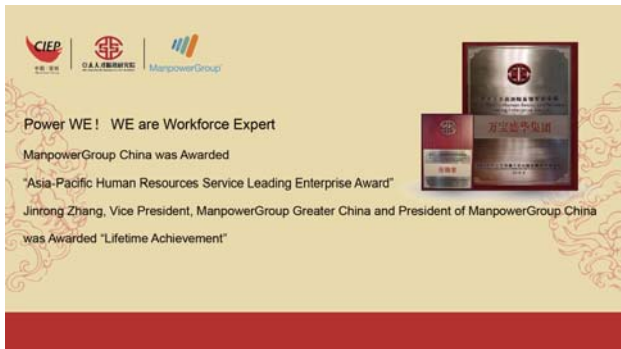 CIEP
中国·深圳
ManpowerGroup
Power WE！ WE are Workforce Expert
ManpowerGroup China was Awarded
“Asia-Pacific Human Resources Service Leading Enterprise Award”
Jinrong Zhang, Vice President, ManpowerGroup Greater China and President of ManpowerGroup China
was Awarded “Lifetime Achievement”
万宝盛华集团